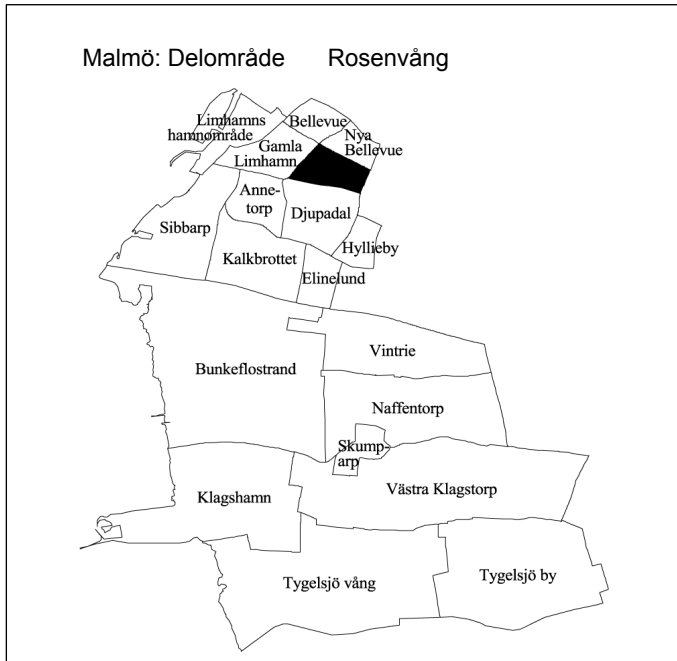 Malmö: Delområde Rosenvång
Limhamns
hamnområde
Bellevue
Nya
Bellevue
Gamla
Limhamn
Anne-
torp
Djupadal
Sibbarp
Hyllieby
Kalkbrottet
Elinelund
Vintrie
Bunkeflostrand
Naffentorp
Skump-
arp
Västra Klagstorp
Klagshamn
Tygelsjö vång
Tygelsjö by